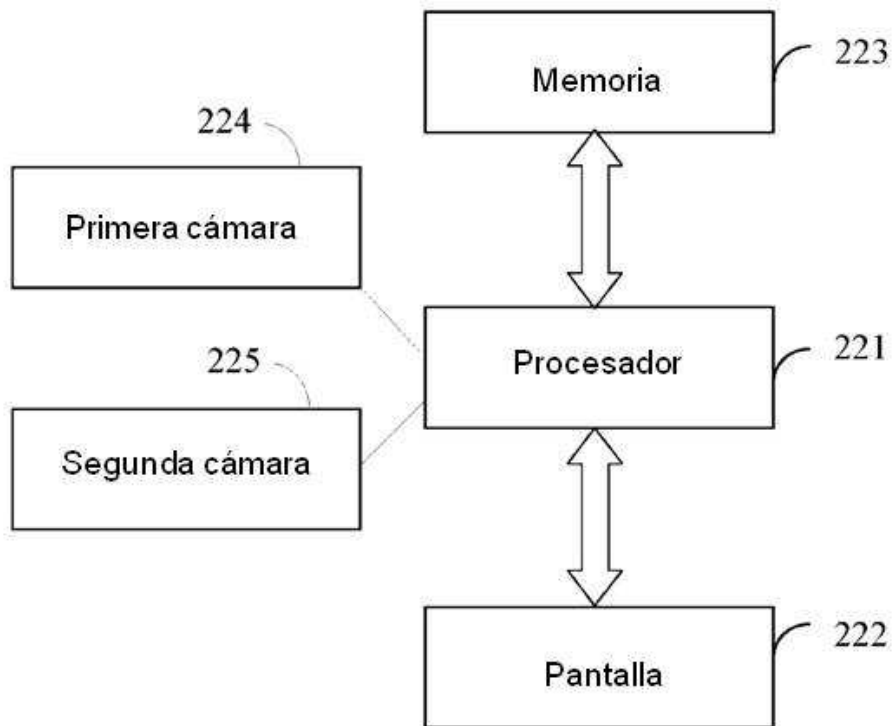 223
Memoria
224
Primera cámara
221
Procesador
225
Segunda cámara
222
Pantalla